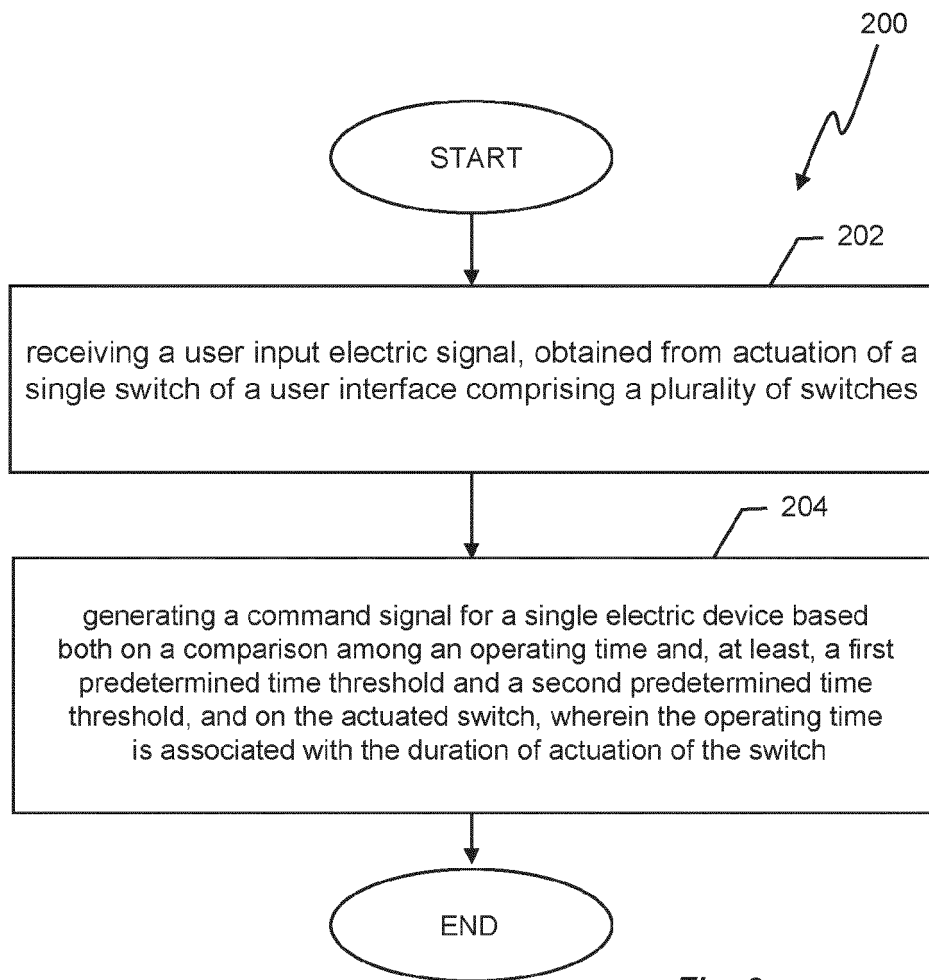 200
START
202
receiving a user input electric signal, obtained from actuation of a
single switch of a user interface comprising a plurality of switches
204
generating a command signal for a single electric device based
both on a comparison among an operating time and, at least, a first
predetermined time threshold and a second predetermined time
threshold, and on the actuated switch, wherein the operating time
is associated with the duration of actuation of the switch
END